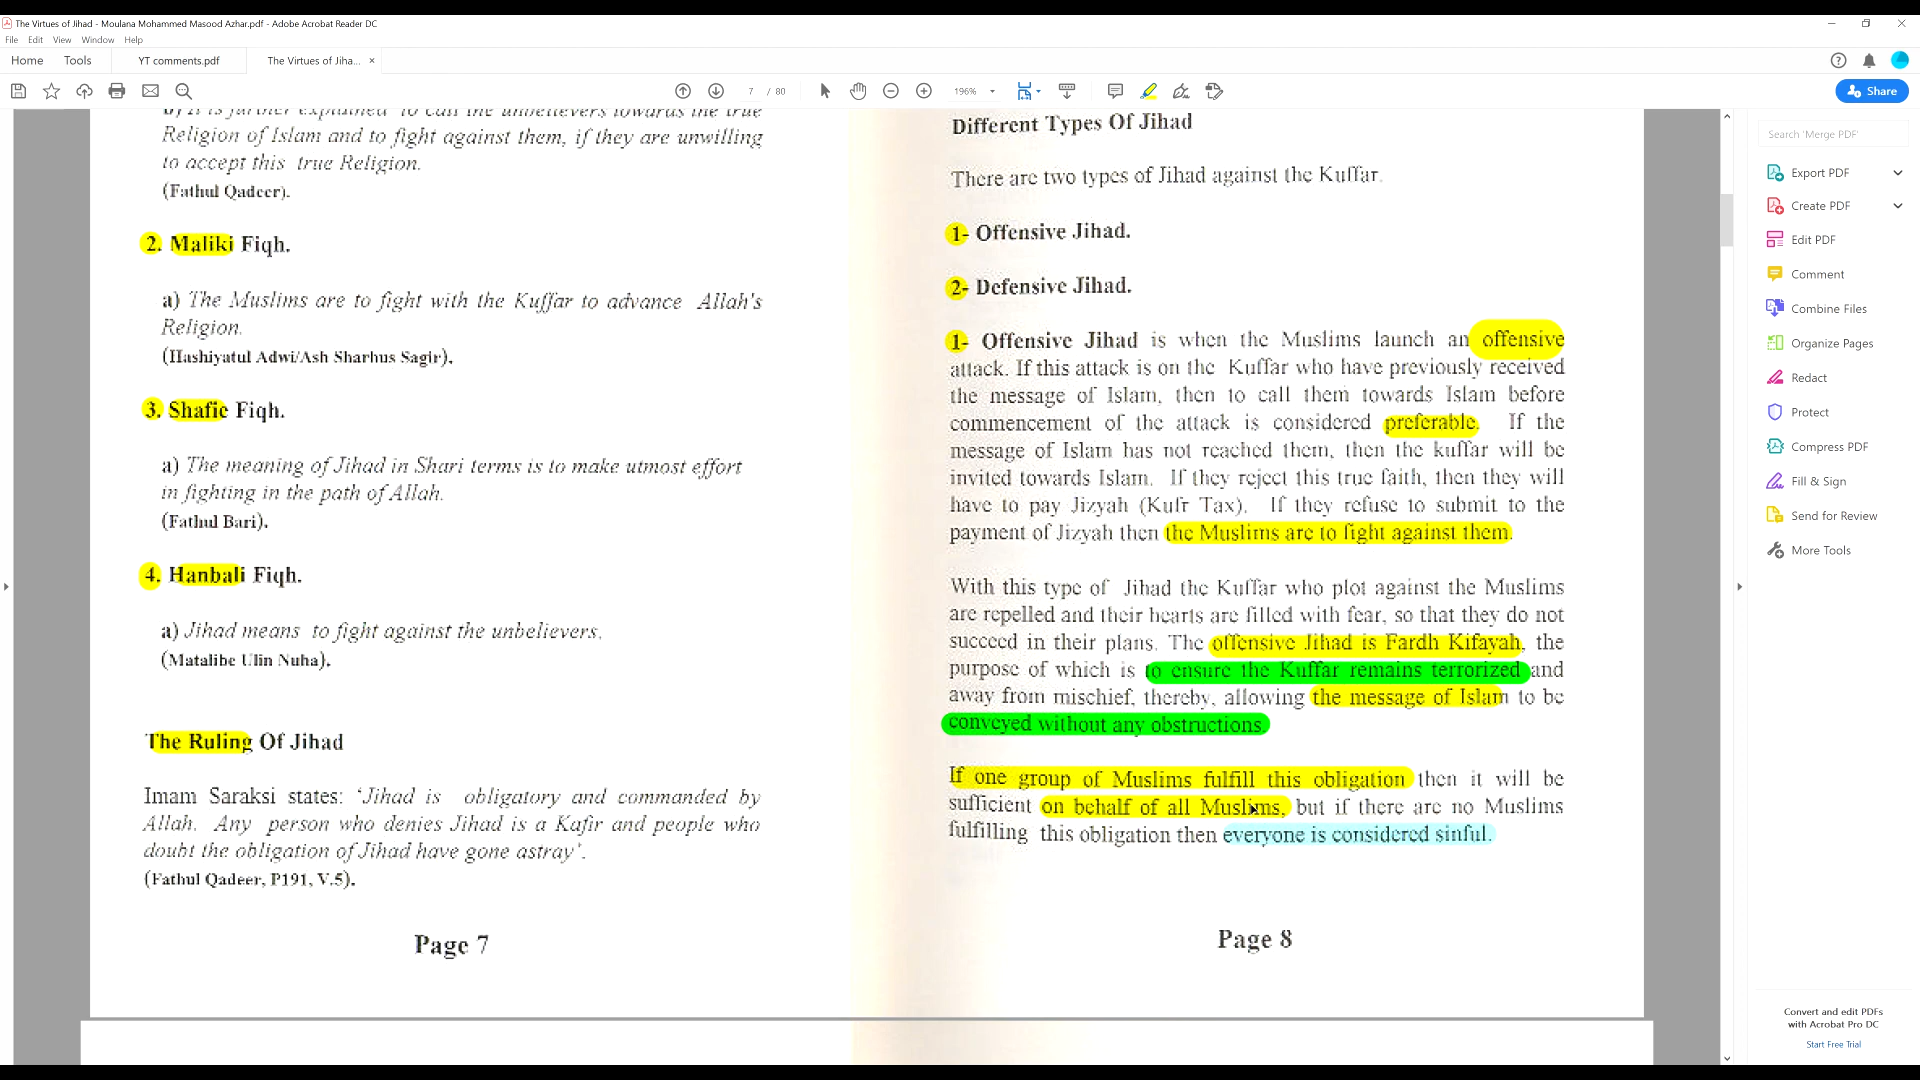 The Virtues of Jihad - Moulana Mohammed Masood Azhar.pdf - Adobe Acrobat Reader DC
File Edit View Window Help
Home Tools YT comments.pdf The Virtues of Jiha... ×
7 / 80 196% Share
b) It is further explained to call the unbelievers towards the true
Religion of Islam and to fight against them, if they are unwilling
to accept this true Religion.
(Fathul Qadeer).
2. Maliki Fiqh.
a) The Muslims are to fight with the Kuffar to advance Allah's
Religion.
(Hashiyatul Adwi/Ash Sharhus Sagir).
3. Shafie Fiqh.
a) The meaning of Jihad in Shari terms is to make utmost effort
in fighting in the path of Allah.
(Fathul Bari).
4. Hanbali Fiqh.
a) Jihad means to fight against the unbelievers.
(Matalibe Ulin Nuha).
The Ruling Of Jihad
Imam Saraksi states: 'Jihad is obligatory and commanded by
Allah. Any person who denies Jihad is a Kafir and people who
doubt the obligation of Jihad have gone astray'.
(Fathul Qadeer, P191, V.5).
Page 7
Different Types Of Jihad
There are two types of Jihad against the Kuffar.
1- Offensive Jihad.
2- Defensive Jihad.
1- Offensive Jihad is when the Muslims launch an offensive
attack. If this attack is on the Kuffar who have previously received
the message of Islam, then to call them towards Islam before
commencement of the attack is considered preferable. If the
message of Islam has not reached them, then the kuffar will be
invited towards Islam. If they reject this true faith, then they will
have to pay Jizyah (Kufr Tax). If they refuse to submit to the
payment of Jizyah then the Muslims are to fight against them.
With this type of Jihad the Kuffar who plot against the Muslims
are repelled and their hearts are filled with fear, so that they do not
succeed in their plans. The offensive Jihad is Fardh Kifayah, the
purpose of which is to ensure the Kuffar remains terrorized and
away from mischief, thereby, allowing the message of Islam to be
conveyed without any obstructions.
If one group of Muslims fulfill this obligation then it will be
sufficient on behalf of all Muslims, but if there are no Muslims
fulfilling this obligation then everyone is considered sinful.
Page 8
Search 'Merge PDF'
Export PDF
Create PDF
Edit PDF
Comment
Combine Files
Organize Pages
Redact
Protect
Compress PDF
Fill & Sign
Send for Review
More Tools
Convert and edit PDFs
with Acrobat Pro DC
Start Free Trial